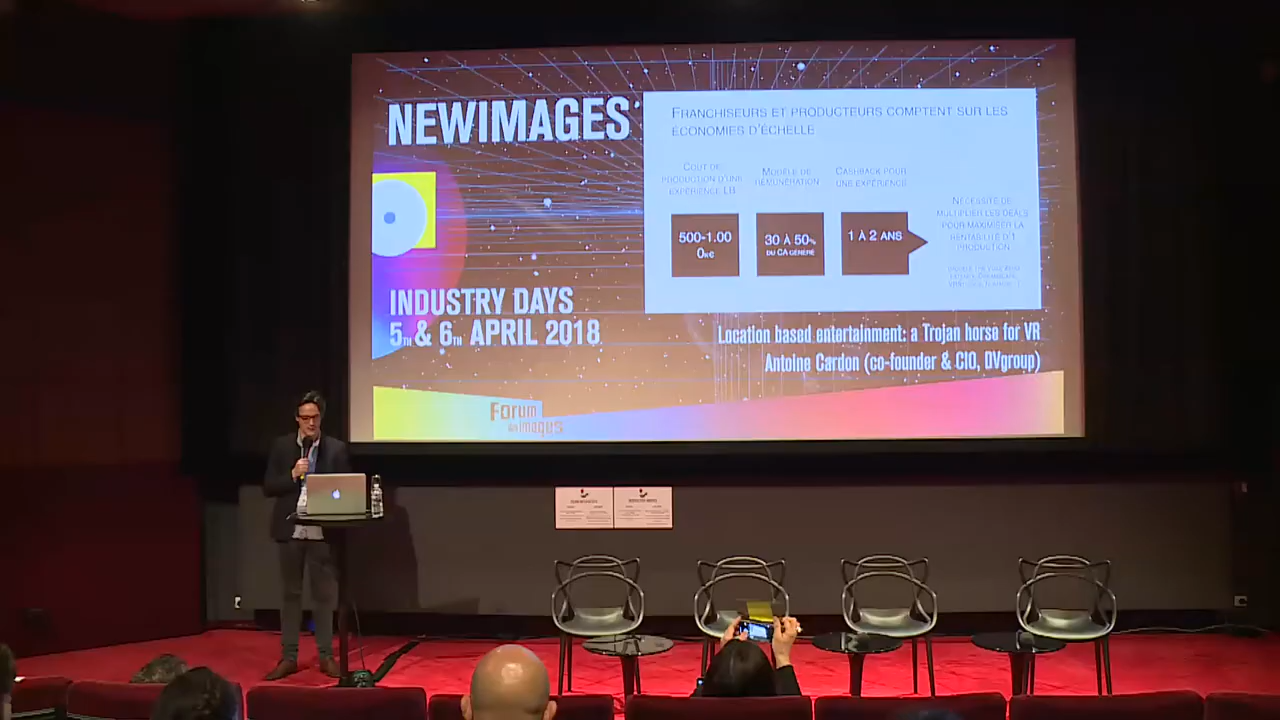 NEWIMAGES
FRANCHISEURS ET PRODUCTEURS COMPTENT SUR LES
ÉCONOMIES D'ÉCHELLE
COUT DE
PRODUCTION D'UNE
EXPÉRIENCE LB
MODÈLE DE
RÉMUNÉRATION
CASHBACK POUR
UNE EXPÉRIENCE
500-1.00
0K€
30 À 50%
DU CA GÉNÉRÉ
1 À 2 ANS
NÉCESSITÉ DE
MULTIPLIER LES DEALS
POUR MAXIMISER LA
RENTABILITÉ D'1
PRODUCTION
INDUSTRY DAYS
5TH & 6TH APRIL 2018
Location based entertainment: a Trojan horse for VR
Antoine Cardon (co-founder & CIO, DVgroup)
Forum
des images